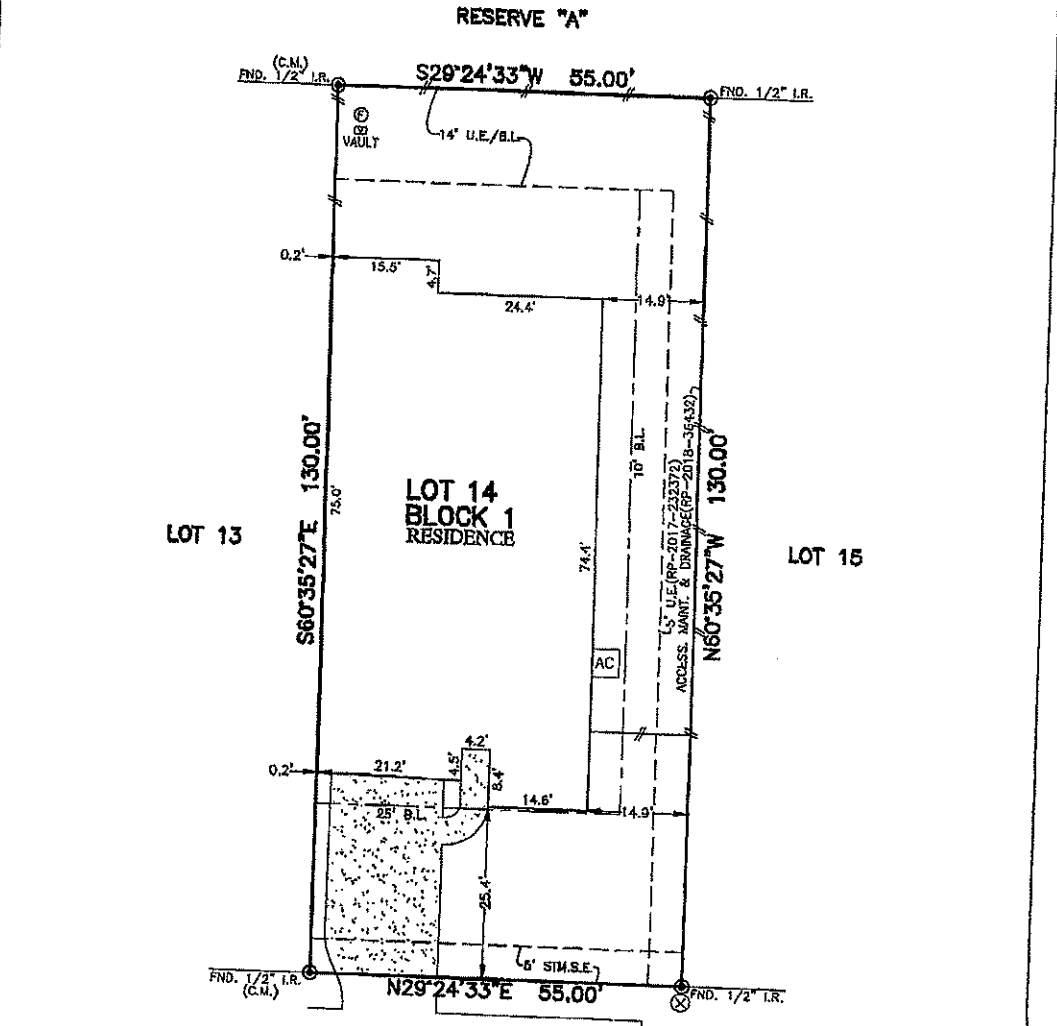 RESERVE "A"
(C.M.)
FND. 1/2" I.R.
S29°24'33"W 55.00'
FND. 1/2" I.R.
F
VAULT
14' U.E./B.L.
0.2'
15.5'
4.7'
24.4'
14.9'
S60°35'27"E 130.00'
75.0'
LOT 14
BLOCK 1
RESIDENCE
LOT 13
74.4'
10' B.L.
5' U.E.(RP-2017-232372)
ACCESS. MAINT. & DRAINAGE(RP-2018-36432)
N60°35'27"W 130.00'
LOT 15
AC
4.2'
0.2'
21.2'
4.5'
8.4'
25' B.L.
14.6'
14.9'
25.4'
6' STM.S.E.
FND. 1/2" I.R.
(C.M.)
N29°24'33"E 55.00'
FND. 1/2" I.R.